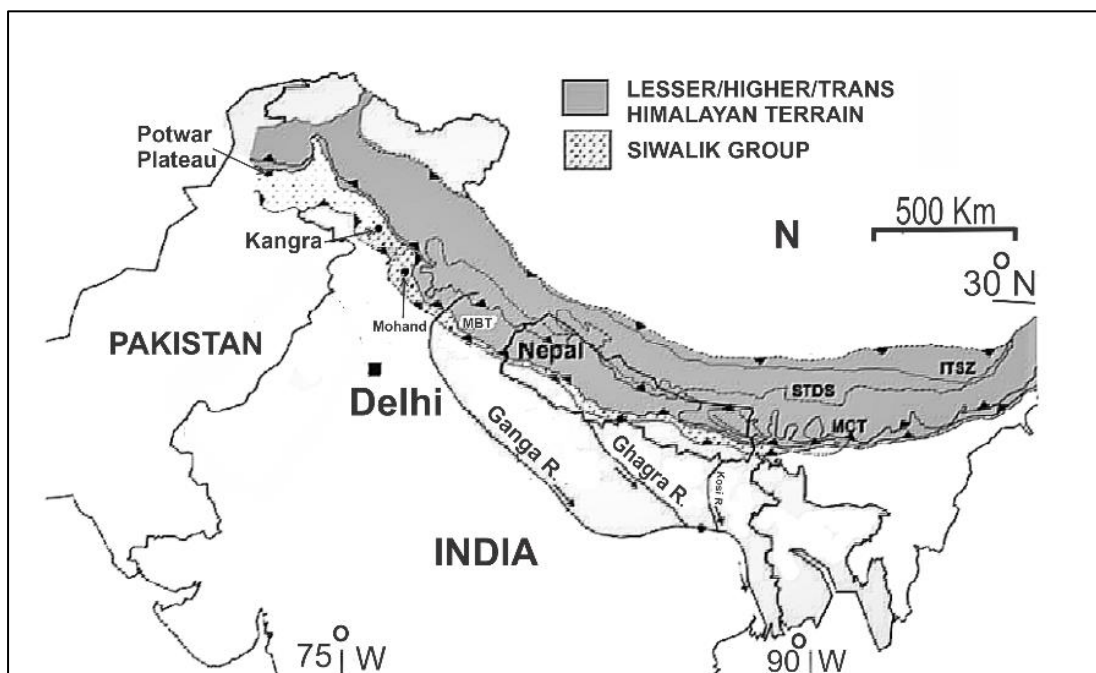 LESSER/HIGHER/TRANS
HIMALAYAN TERRAIN
SIWALIK GROUP
Potwar
Plateau
500 Km
N
30° N
Kangra
Mohand
MBT
PAKISTAN
Nepal
ITSZ
STDS
Delhi
MCT
Ganga R.
Ghagra R.
Kosi R.
INDIA
75° W
90° W